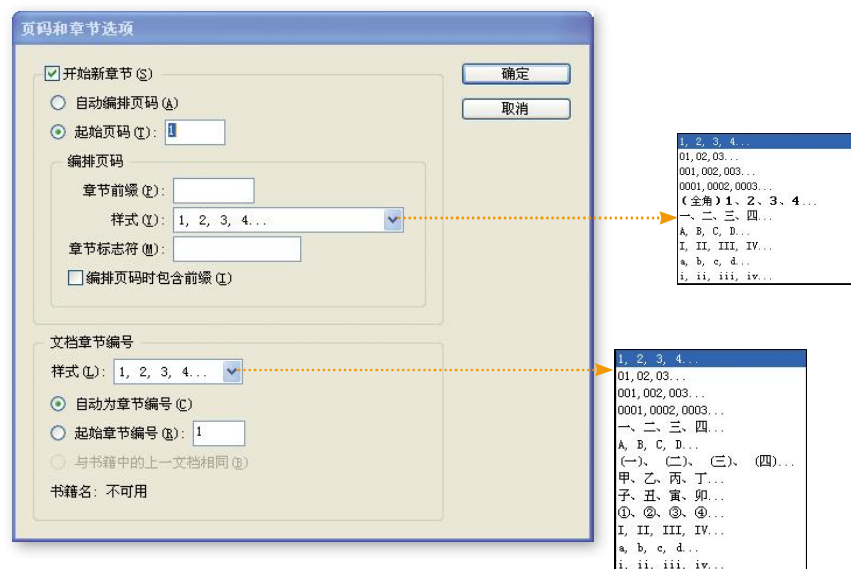 页码和章节选项
开始新章节(S)
自动编排页码(A)
起始页码(T): 1
编排页码
章节前缀(P):
样式(Y): 1, 2, 3, 4...
章节标志符(M):
编排页码时包含前缀(I)
文档章节编号
样式(L): 1, 2, 3, 4...
自动为章节编号(C)
起始章节编号(R): 1
与书籍中的上一文档相同(B)
书籍名: 不可用
确定
取消
1, 2, 3, 4...
01,02,03...
001,002,003...
0001,0002,0003...
(全角)1、2、3、4...
一、二、三、四...
A, B, C, D...
I, II, III, IV...
a, b, c, d...
i, ii, iii, iv...
1, 2, 3, 4...
01,02,03...
001,002,003...
0001,0002,0003...
一、二、三、四...
A, B, C, D...
(一)、(二)、(三)、(四)...
甲、乙、丙、丁...
子、丑、寅、卯...
①、②、③、④...
I, II, III, IV...
a, b, c, d...
i, ii, iii, iv...